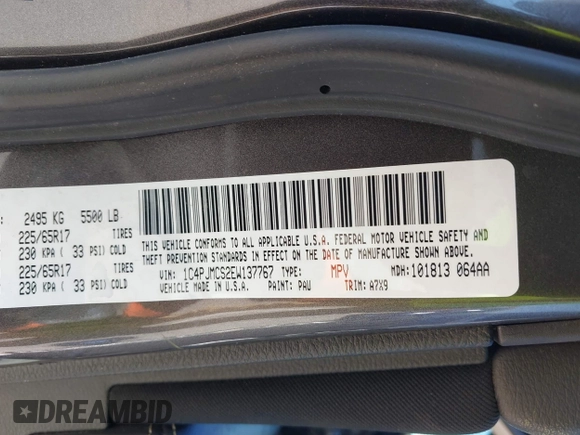 : 2495 KG 5500 LB
225/65R17 TIRES
230 KPA ( 33 PSI) COLD
225/65R17 TIRES
230 KPA ( 33 PSI) COLD
THIS VEHICLE CONFORMS TO ALL APPLICABLE U.S.A. FEDERAL MOTOR VEHICLE SAFETY AND
THEFT PREVENTION STANDARDS IN EFFECT ON THE DATE OF MANUFACTURE SHOWN ABOVE.
VIN: 1C4PJMCS2EW137767 TYPE: MPV MDH: 101813 064AA
VEHICLE MADE IN U.S.A. PAINT: PAU TRIM: A7X9
DREAMBID